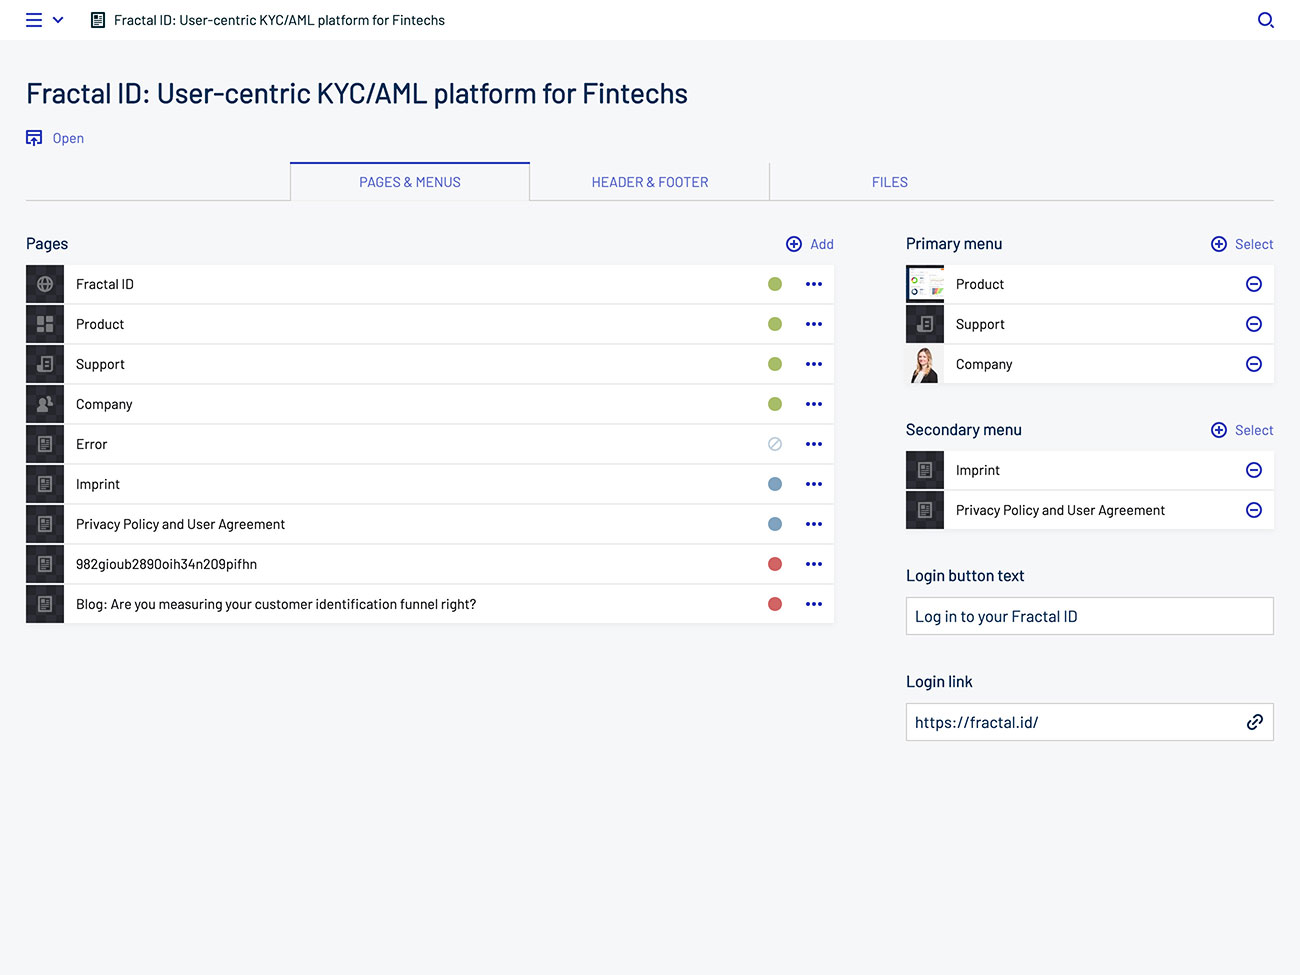 Fractal ID: User-centric KYC/AML platform for Fintechs
Fractal ID: User-centric KYC/AML platform for Fintechs
Open
PAGES & MENUS
HEADER & FOOTER
FILES
Pages
Add
Fractal ID
Product
Support
Company
Error
Imprint
Privacy Policy and User Agreement
982gioub2890oih34n209pifhn
Blog: Are you measuring your customer identification funnel right?
Primary menu
Select
Product
Support
Company
Secondary menu
Select
Imprint
Privacy Policy and User Agreement
Login button text
Log in to your Fractal ID
Login link
https://fractal.id/